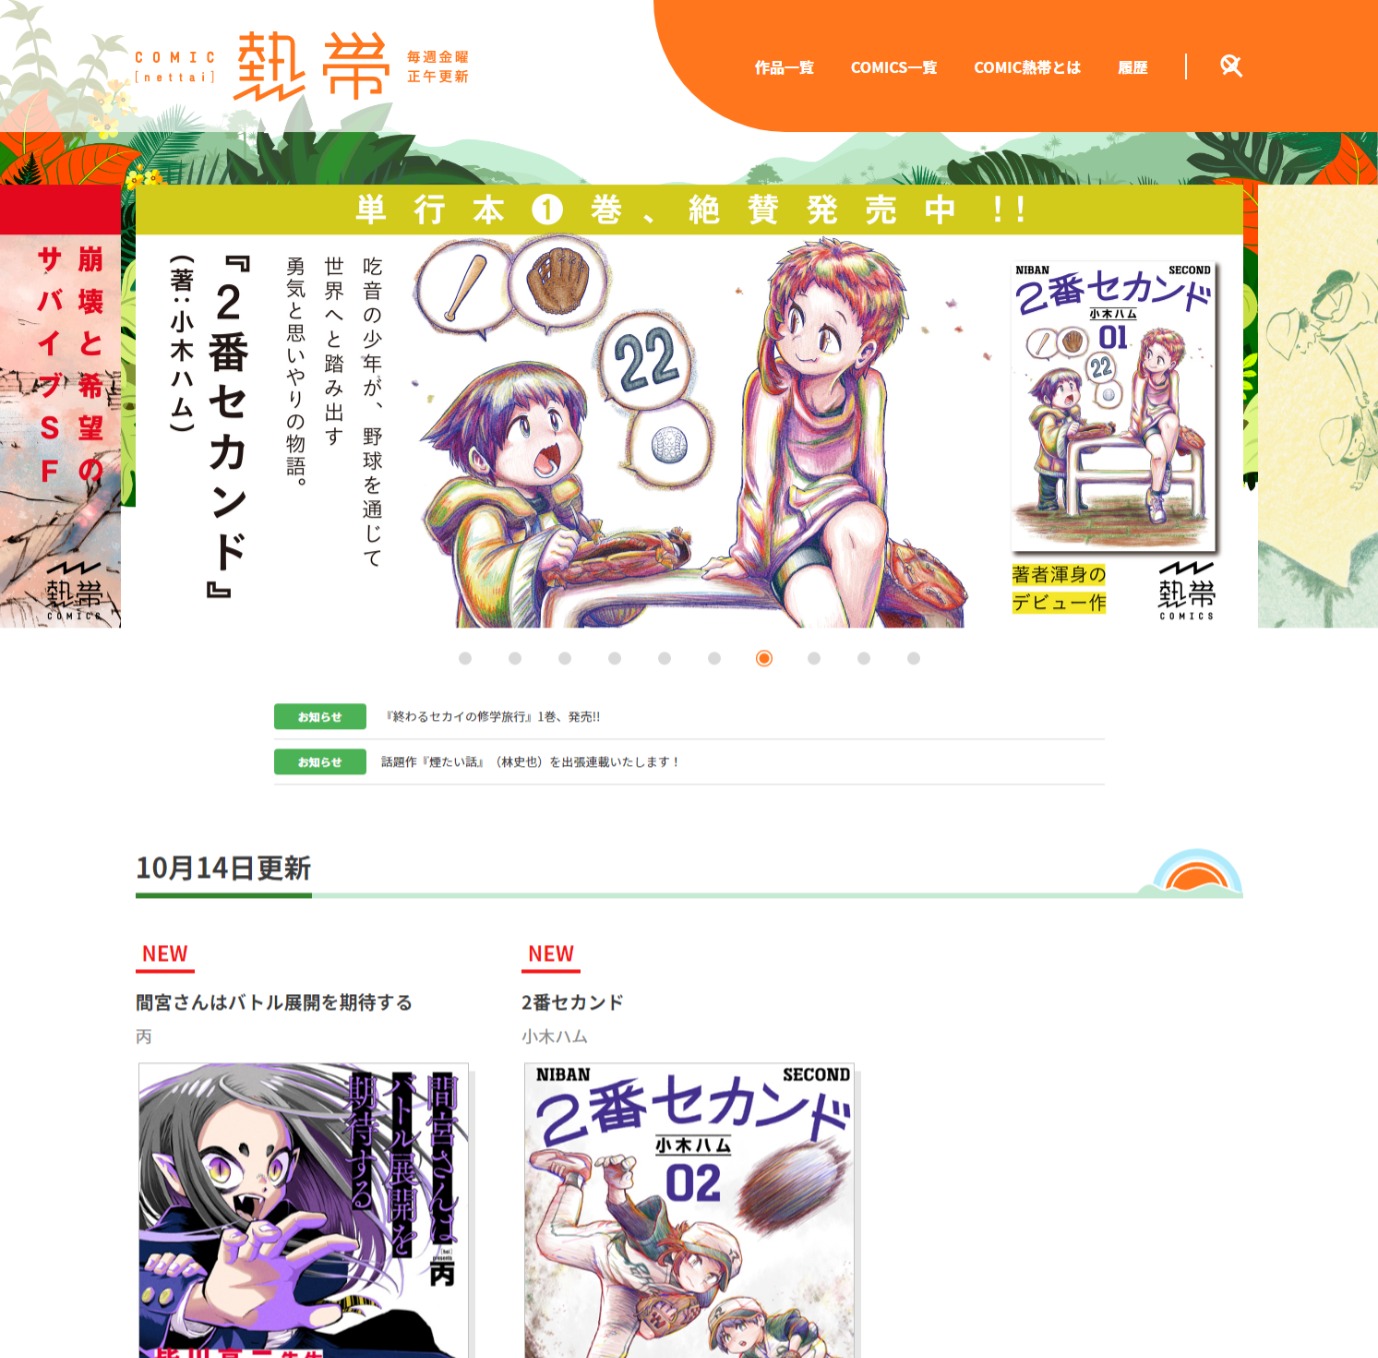 COMIC
[nettai]
熱帯
毎週金曜
正午更新
作品一覧
COMICS一覧
COMIC熱帯とは
履歴
崩壊と希望の
サバイブSF
熱帯
COMICS
単行本❶巻、絶賛発売中!!
吃音の少年が、野球を通じて
世界へと踏み出す
勇気と思いやりの物語。
『2番セカンド』
(著:小木ハム)
22
NIBAN
SECOND
2番セカンド
小木ハム
01
22
著者渾身の
デビュー作
熱帯
COMICS
お知らせ
『終わるセカイの修学旅行』1巻、発売!!
お知らせ
話題作『煙たい話』（林史也）を出張連載いたします！
10月14日更新
NEW
間宮さんはバトル展開を期待する
丙
間宮さんは
バトル展開を
期待する
丙
NEW
2番セカンド
小木ハム
NIBAN
SECOND
2番セカンド
小木ハム
02